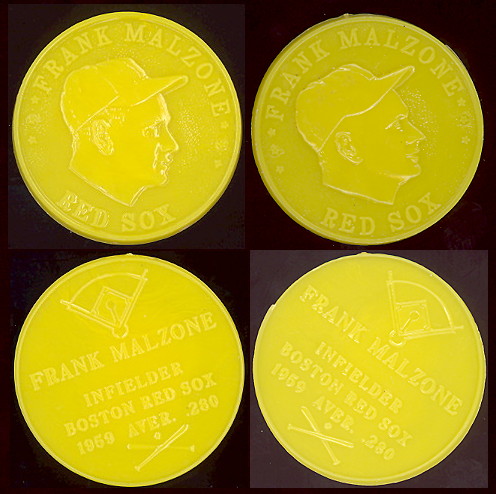 FRANK MALZONE
RED SOX
FRANK MALZONE
RED SOX
FRANK MALZONE
INFIELDER
BOSTON RED SOX
1959 AVER. .280
FRANK MALZONE
INFIELDER
BOSTON RED SOX
1959 AVER. .280